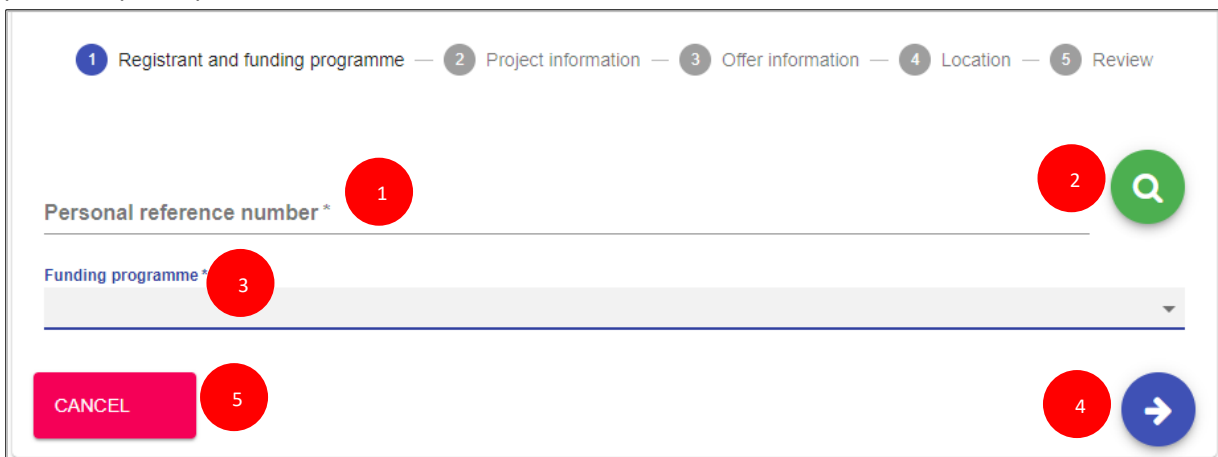 1 Registrant and funding programme — 2 Project information — 3 Offer information — 4 Location — 5 Review
2
1
Personal reference number *
Funding programme *
3
CANCEL
5
4